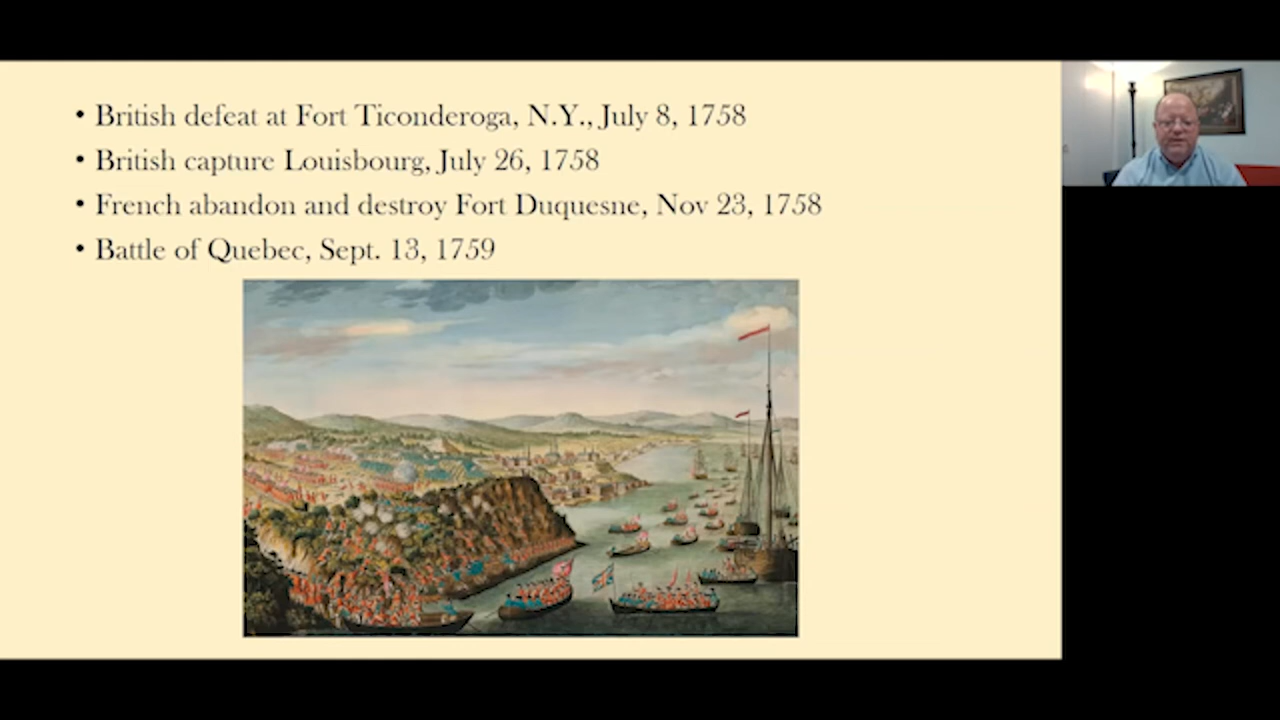 • British defeat at Fort Ticonderoga, N.Y., July 8, 1758
• British capture Louisbourg, July 26, 1758
• French abandon and destroy Fort Duquesne, Nov 23, 1758
• Battle of Quebec, Sept. 13, 1759